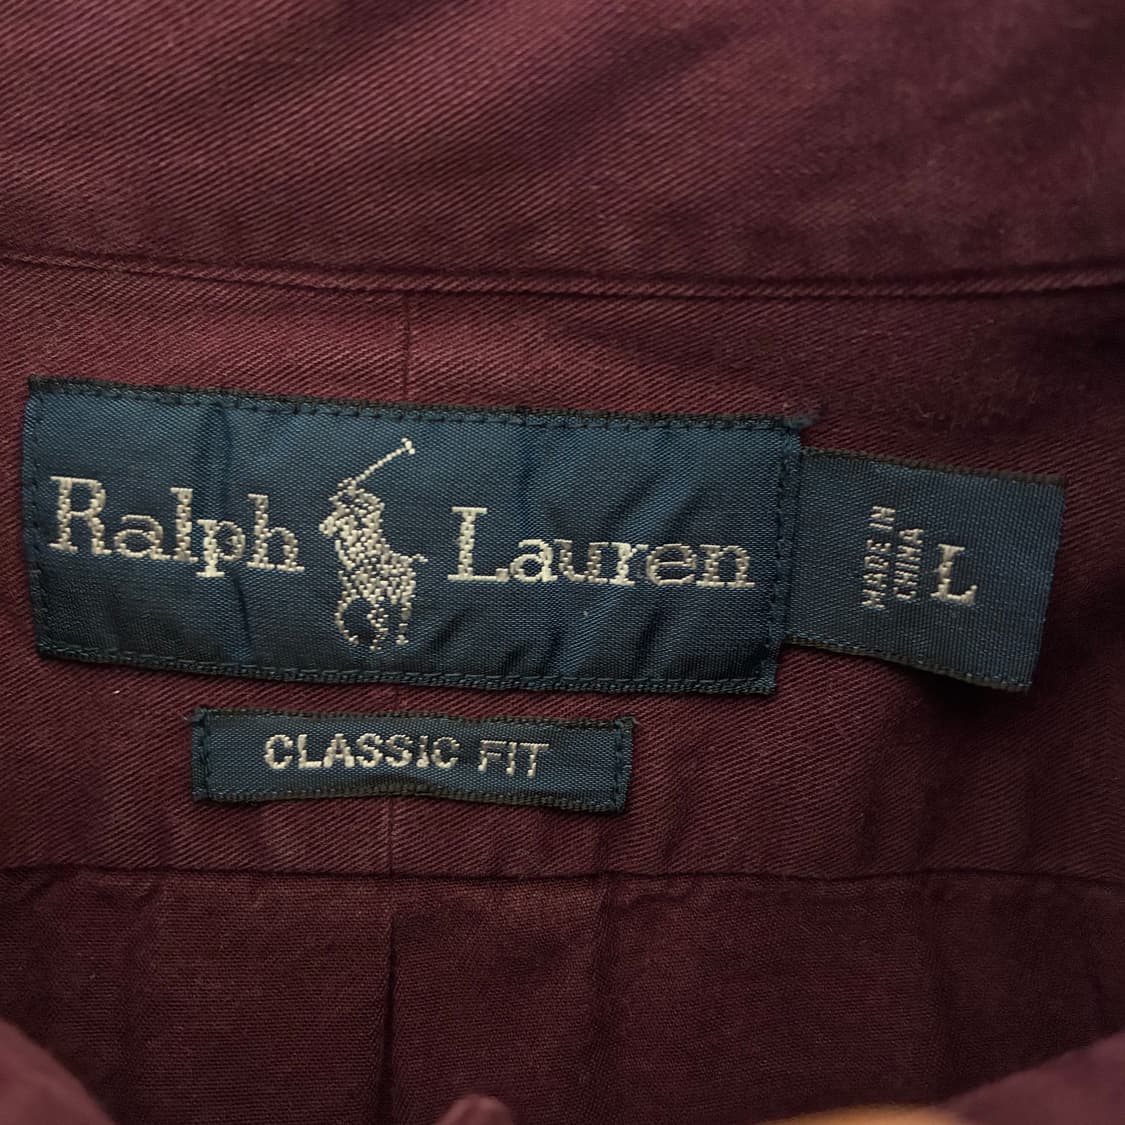 Ralph Lauren
MADE IN
CHINA
L
CLASSIC FIT